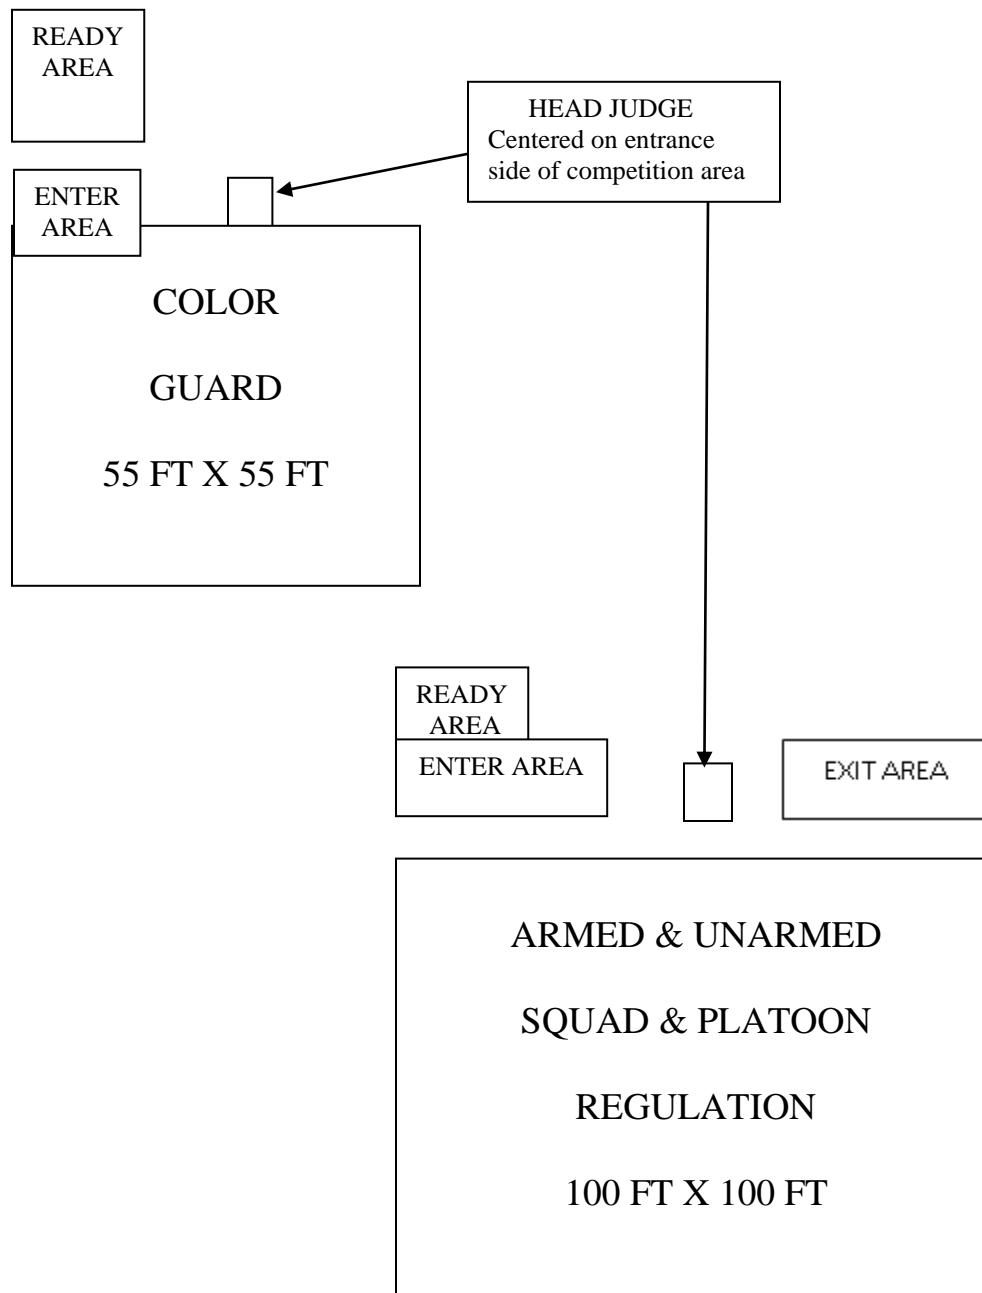 READY
AREA
HEAD JUDGE
Centered on entrance
side of competition area
ENTER
AREA
COLOR
GUARD
55 FT X 55 FT
READY
AREA
ENTER AREA
EXIT AREA
ARMED & UNARMED
SQUAD & PLATOON
REGULATION
100 FT X 100 FT